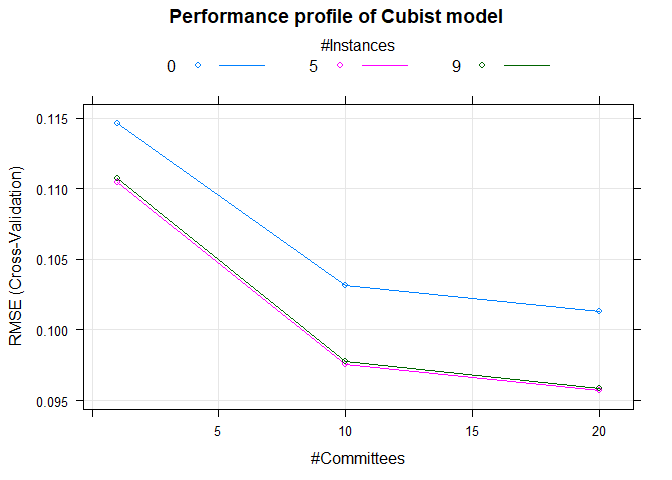 Performance profile of Cubist model
#Instances
0 5 9
RMSE (Cross-Validation)
0.115
0.110
0.105
0.100
0.095
5 10 15 20
#Committees